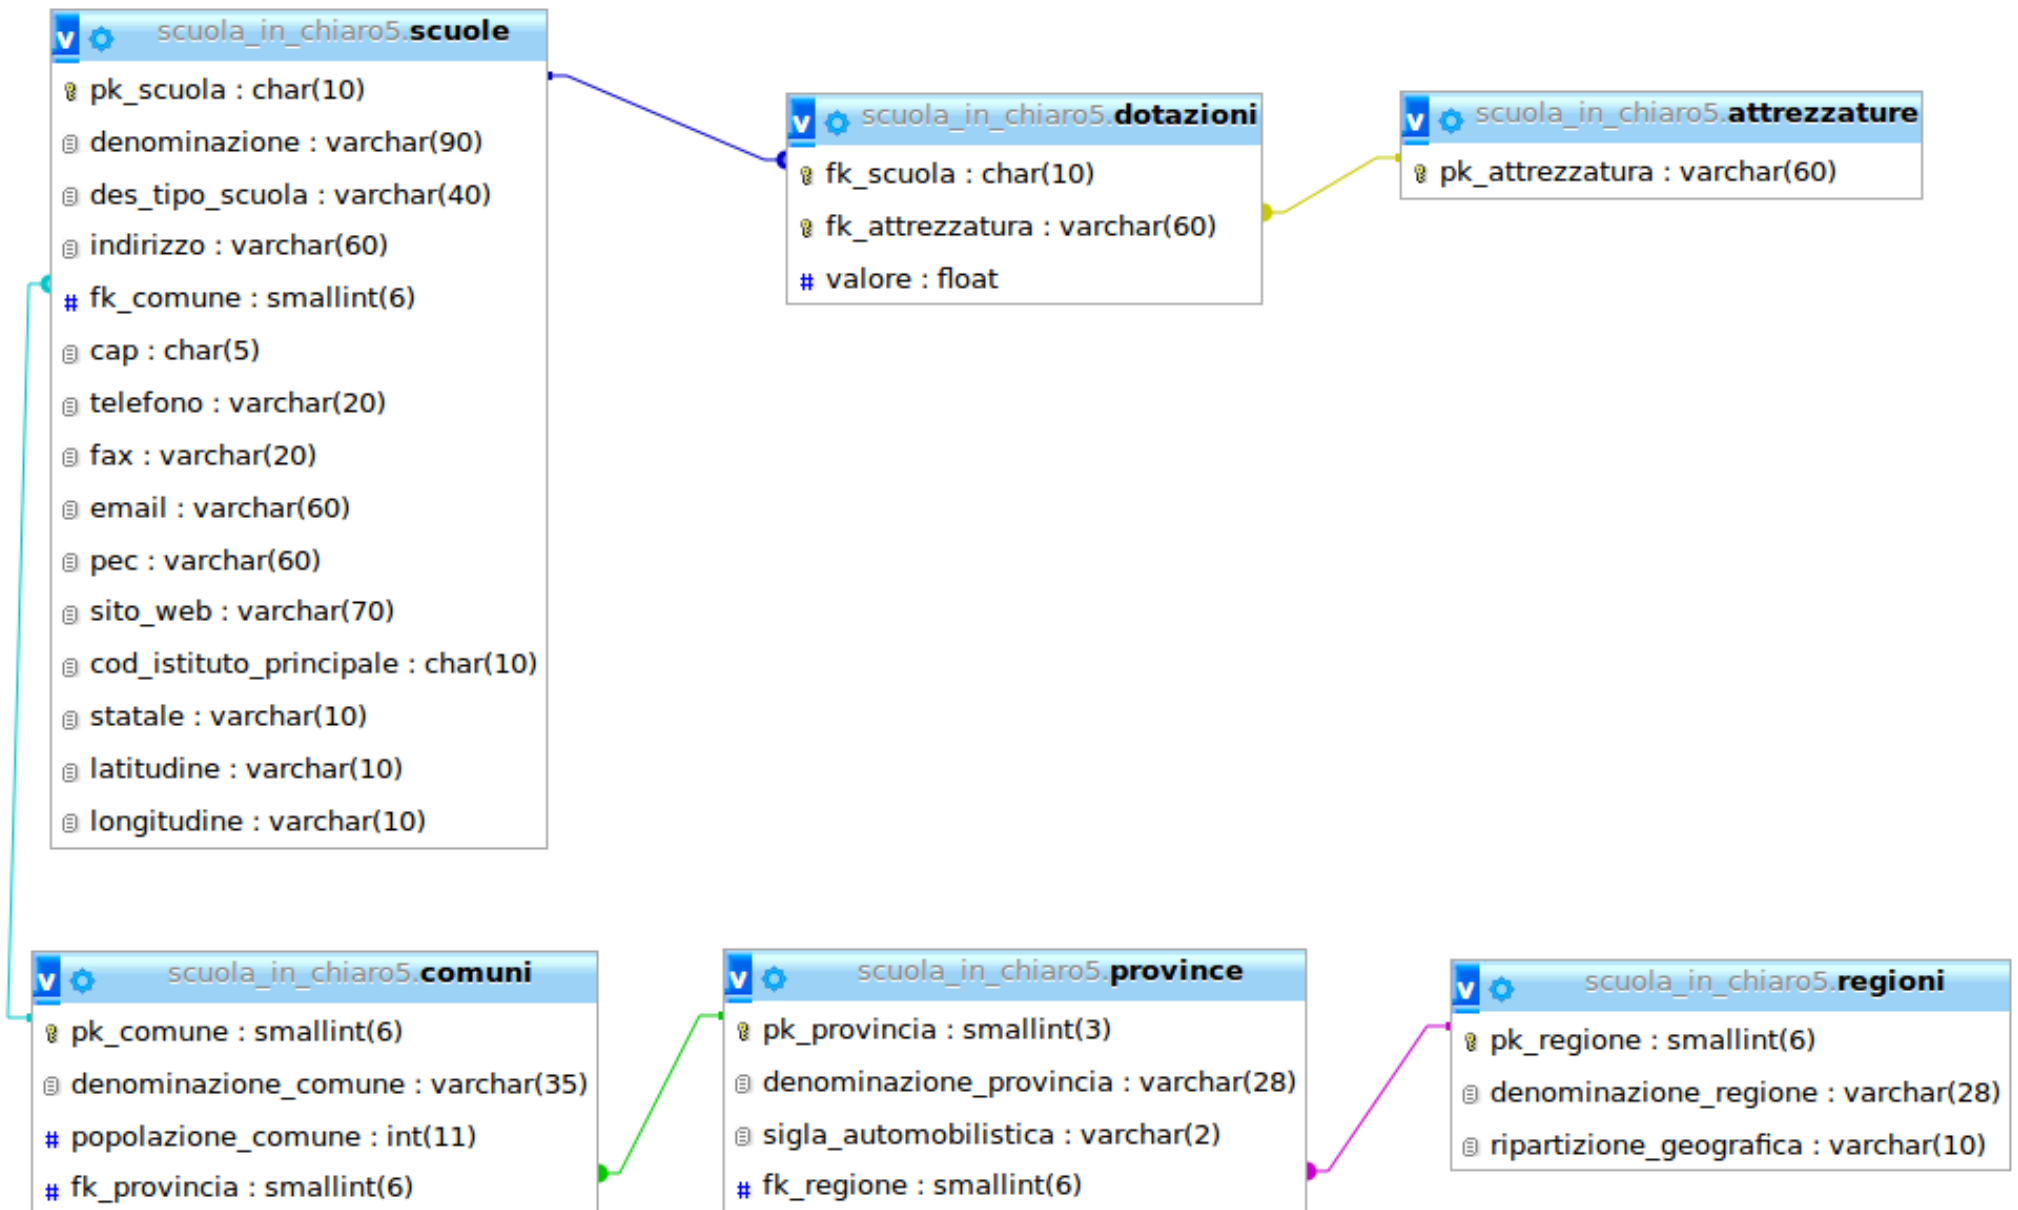 scuola_in_chiaro5.scuole
pk_scuola : char(10)
denominazione : varchar(90)
des_tipo_scuola : varchar(40)
indirizzo : varchar(60)
# fk_comune : smallint(6)
cap : char(5)
telefono : varchar(20)
fax : varchar(20)
email : varchar(60)
pec : varchar(60)
sito_web : varchar(70)
cod_istituto_principale : char(10)
statale : varchar(10)
latitudine : varchar(10)
longitudine : varchar(10)
scuola_in_chiaro5.dotazioni
fk_scuola : char(10)
fk_attrezzatura : varchar(60)
# valore : float
scuola_in_chiaro5.attrezzature
pk_attrezzatura : varchar(60)
scuola_in_chiaro5.comuni
pk_comune : smallint(6)
denominazione_comune : varchar(35)
# popolazione_comune : int(11)
# fk_provincia : smallint(6)
scuola_in_chiaro5.province
pk_provincia : smallint(3)
denominazione_provincia : varchar(28)
sigla_automobilistica : varchar(2)
# fk_regione : smallint(6)
scuola_in_chiaro5.regioni
pk_regione : smallint(6)
denominazione_regione : varchar(28)
ripartizione_geografica : varchar(10)